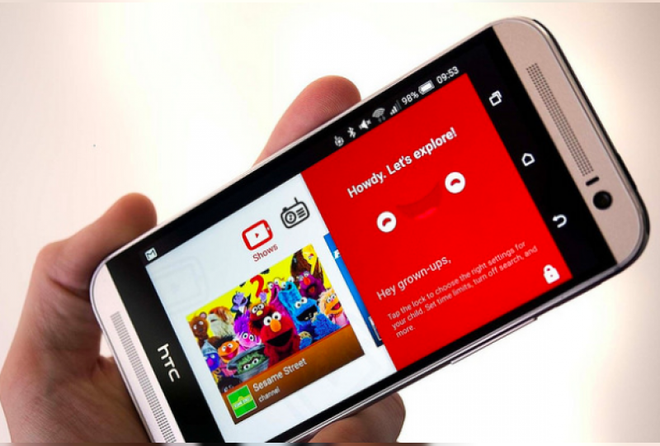 98% 09:53
Howdy. Let's explore!
Shows
Hey grown-ups,
Tap the lock to choose the right settings for
your child. Set time limits, turn off search, and
more.
Sesame Street
channel
hTC